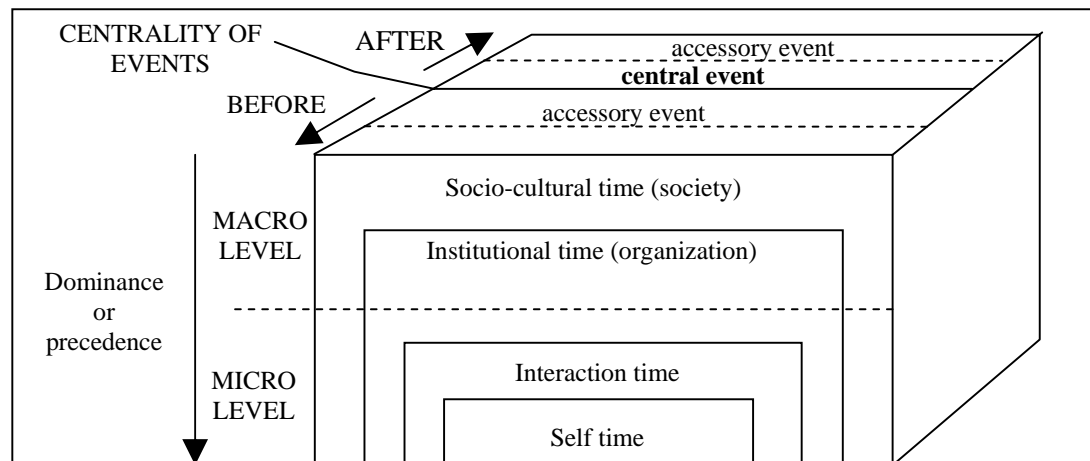 CENTRALITY OF
EVENTS
AFTER
BEFORE
accessory event
central event
accessory event
Socio-cultural time (society)
MACRO
LEVEL
Institutional time (organization)
Dominance
or
precedence
MICRO
LEVEL
Interaction time
Self time